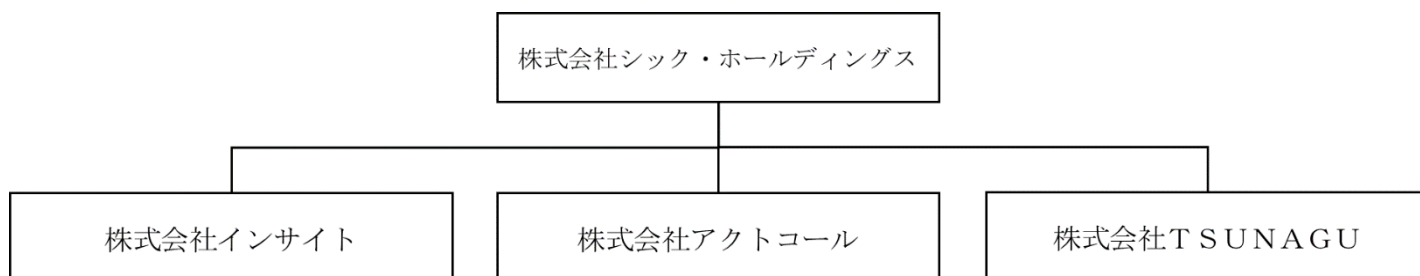 株式会社シック・ホールディングス
株式会社インサイト
株式会社アクトコール
株式会社ＴＳＵＮＡＧＵ